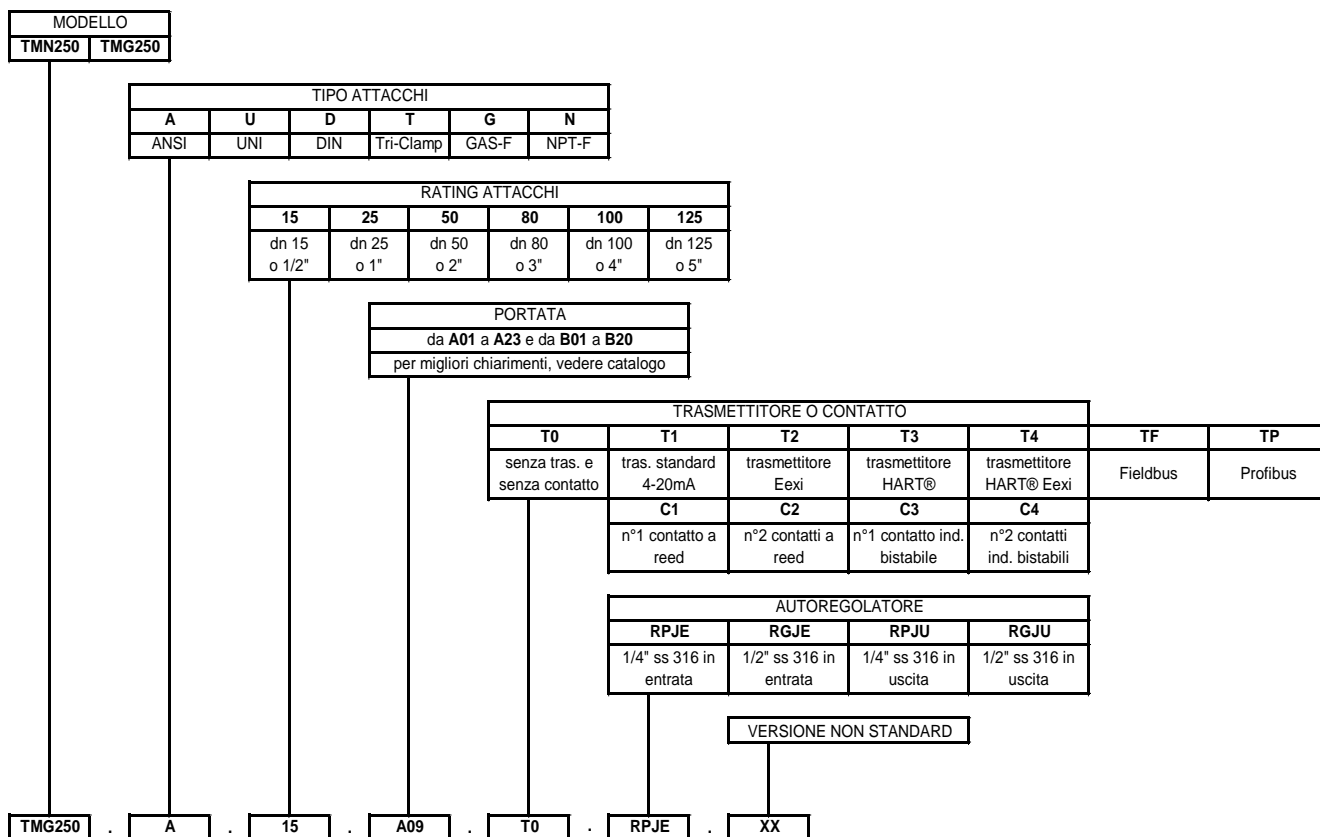 MODELLO
TMN250 TMG250
TIPO ATTACCHI
A U D T G N
ANSI UNI DIN Tri-Clamp GAS-F NPT-F
RATING ATTACCHI
15 25 50 80 100 125
dn 15 dn 25 dn 50 dn 80 dn 100 dn 125
o 1/2" o 1" o 2" o 3" o 4" o 5"
PORTATA
da A01 a A23 e da B01 a B20
per migliori chiarimenti, vedere catalogo
TRASMETTITORE O CONTATTO
T0 T1 T2 T3 T4 TF TP
senza tras. e tras. standard trasmettitore trasmettitore trasmettitore Fieldbus Profibus
senza contatto 4-20mA Eexi HART® HART® Eexi
C1 C2 C3 C4
n°1 contatto a n°2 contatti a n°1 contatto ind. n°2 contatti
reed reed bistabile ind. bistabili
AUTOREGOLATORE
RPJE RGJE RPJU RGJU
1/4" ss 316 in 1/2" ss 316 in 1/4" ss 316 in 1/2" ss 316 in
entrata entrata uscita uscita
VERSIONE NON STANDARD
TMG250 . A . 15 . A09 . T0 . RPJE . XX